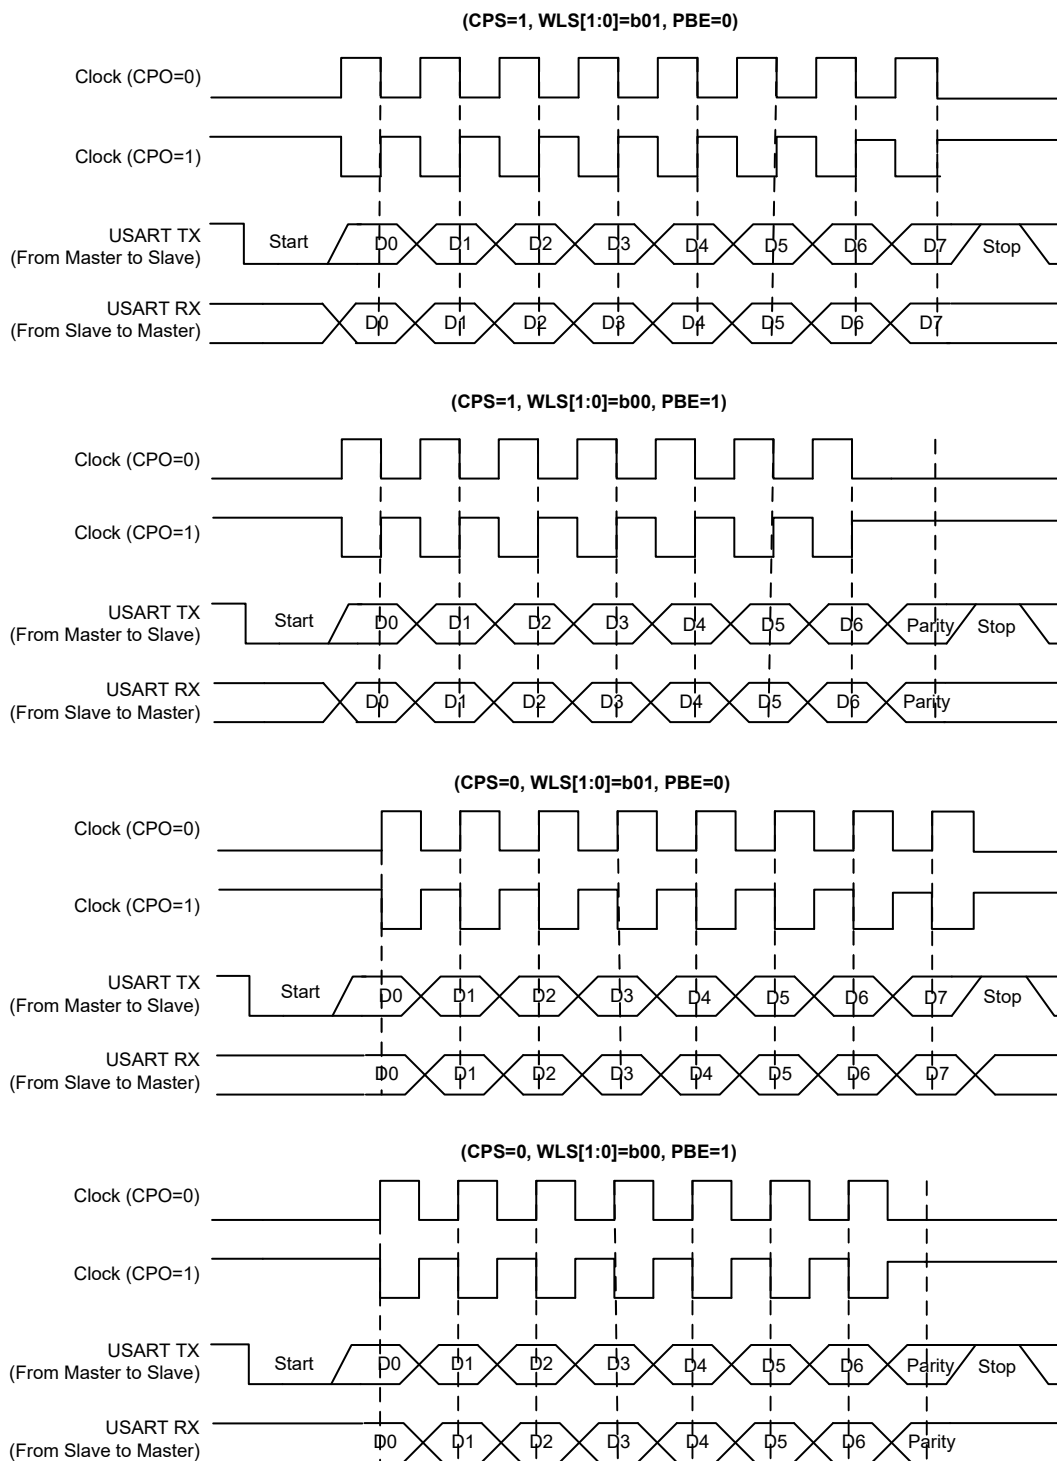 (CPS=1, WLS[1:0]=b01, PBE=0)
Clock (CPO=0)
Clock (CPO=1)
USART TX
(From Master to Slave)
Start D0 D1 D2 D3 D4 D5 D6 D7 Stop
USART RX
(From Slave to Master)
D0 D1 D2 D3 D4 D5 D6 D7
(CPS=1, WLS[1:0]=b00, PBE=1)
Clock (CPO=0)
Clock (CPO=1)
USART TX
(From Master to Slave)
Start D0 D1 D2 D3 D4 D5 D6 Parity Stop
USART RX
(From Slave to Master)
D0 D1 D2 D3 D4 D5 D6 Parity
(CPS=0, WLS[1:0]=b01, PBE=0)
Clock (CPO=0)
Clock (CPO=1)
USART TX
(From Master to Slave)
Start D0 D1 D2 D3 D4 D5 D6 D7 Stop
USART RX
(From Slave to Master)
D0 D1 D2 D3 D4 D5 D6 D7
(CPS=0, WLS[1:0]=b00, PBE=1)
Clock (CPO=0)
Clock (CPO=1)
USART TX
(From Master to Slave)
Start D0 D1 D2 D3 D4 D5 D6 Parity Stop
USART RX
(From Slave to Master)
D0 D1 D2 D3 D4 D5 D6 Parity